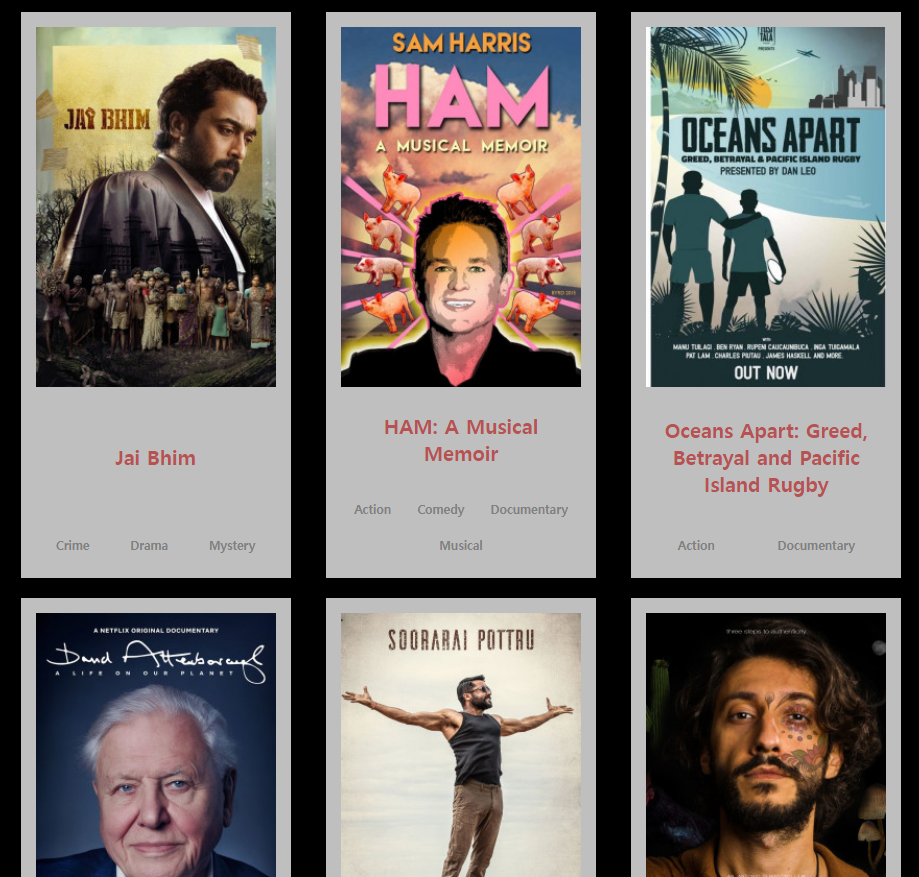 JAI BHIM
Jai Bhim
Crime Drama Mystery
SAM HARRIS
HAM
A MUSICAL MEMOIR
HAM: A Musical
Memoir
Action Comedy Documentary
Musical
TALA
PRESENTS
OCEANS APART
GREED, BETRAYAL & PACIFIC ISLAND RUGBY
PRESENTED BY DAN LEO
WITH
MANU TUILAGI . BEN RYAN . RUPENI CAUCAUNIBUCA . INGA TUIGAMALA
PAT LAM . CHARLES PIUTAU . JAMES HASKELL AND MORE.
OUT NOW
Oceans Apart: Greed,
Betrayal and Pacific
Island Rugby
Action Documentary
A NETFLIX ORIGINAL DOCUMENTARY
David Attenborough
A LIFE ON OUR PLANET
SOORARAI POTTRU
three steps to authenticity